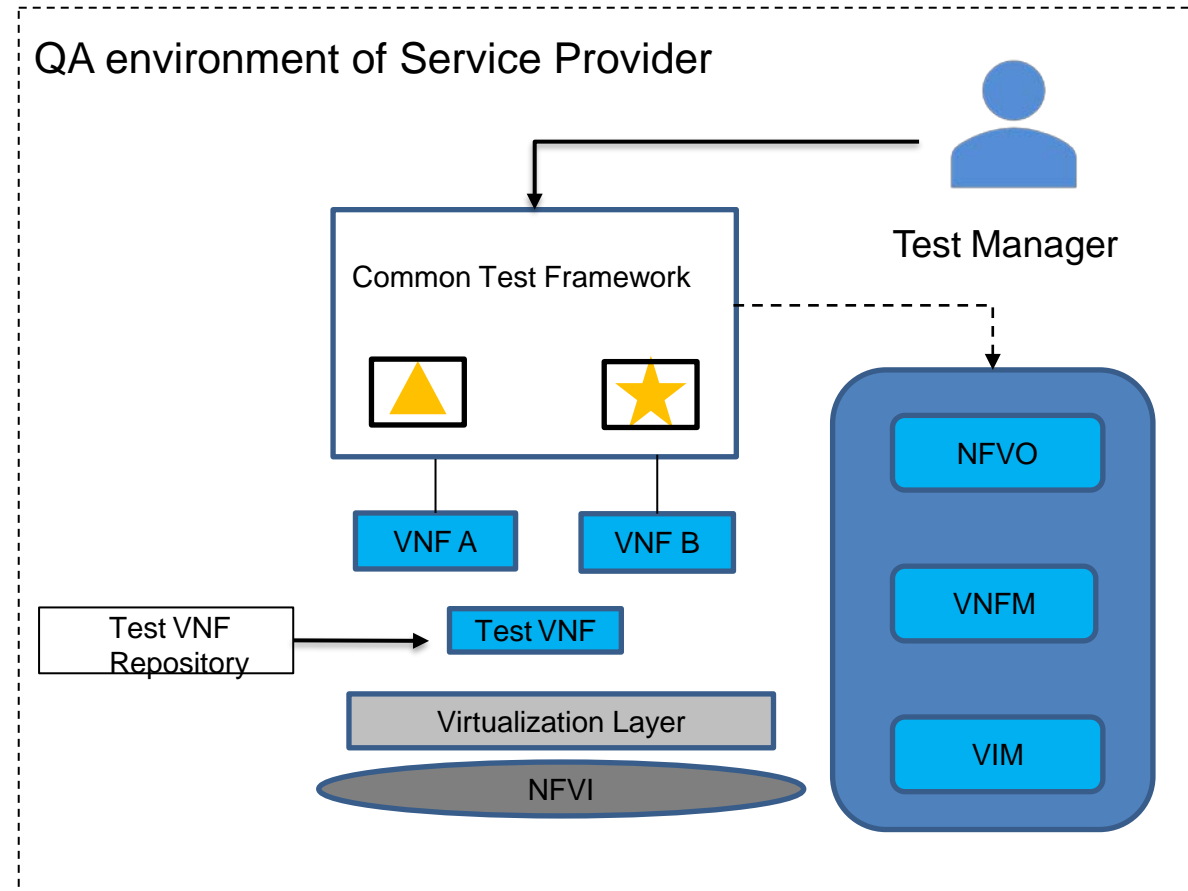 QA environment of Service Provider
Test Manager
Common Test Framework
NFVO
VNF A
VNF B
VNFM
Test VNF
Repository
Test VNF
Virtualization Layer
VIM
NFVI